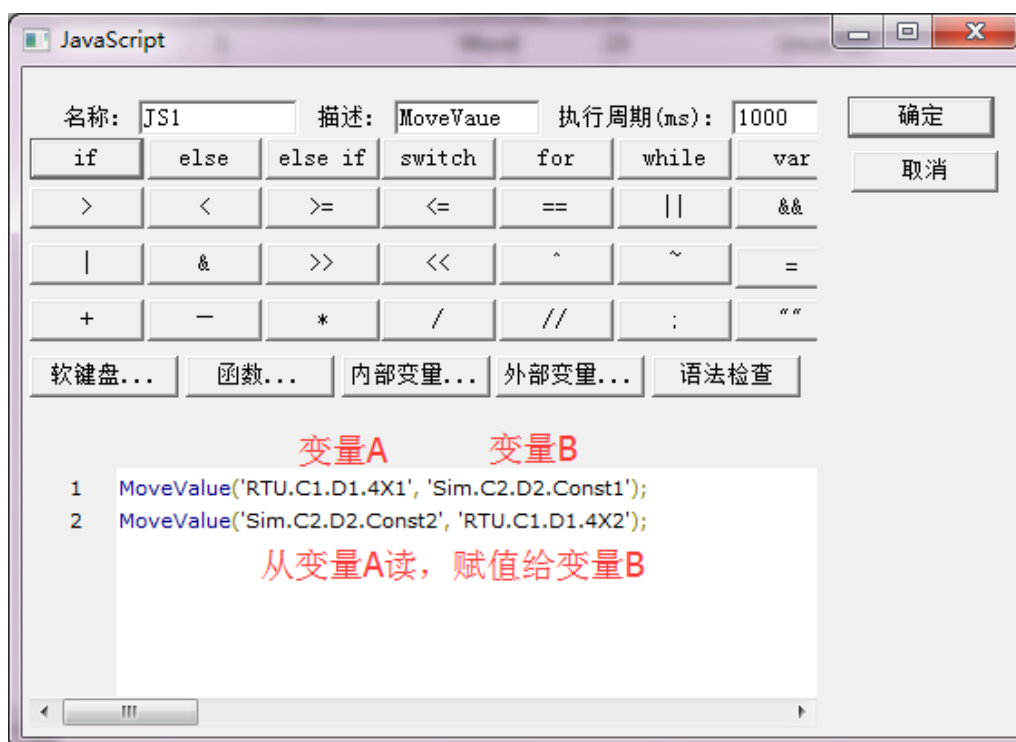 JavaScript
名称: JS1 描述: MoveVaue 执行周期(ms): 1000 确定
if else else if switch for while var 取消
> < >= <= == || &&
| & >> << ^ ~ =
+ - * / // ; ""
软键盘... 函数... 内部变量... 外部变量... 语法检查
变量A 变量B
1 MoveValue('RTU.C1.D1.4X1', 'Sim.C2.D2.Const1');
2 MoveValue('Sim.C2.D2.Const2', 'RTU.C1.D1.4X2');
从变量A读，赋值给变量B